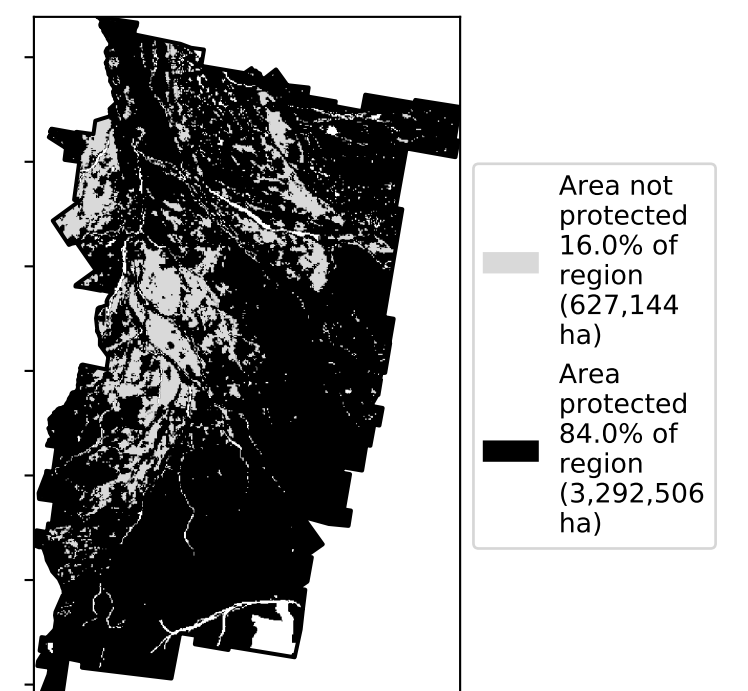 Area not
protected
16.0% of
region
(627,144
ha)
Area
protected
84.0% of
region
(3,292,506
ha)